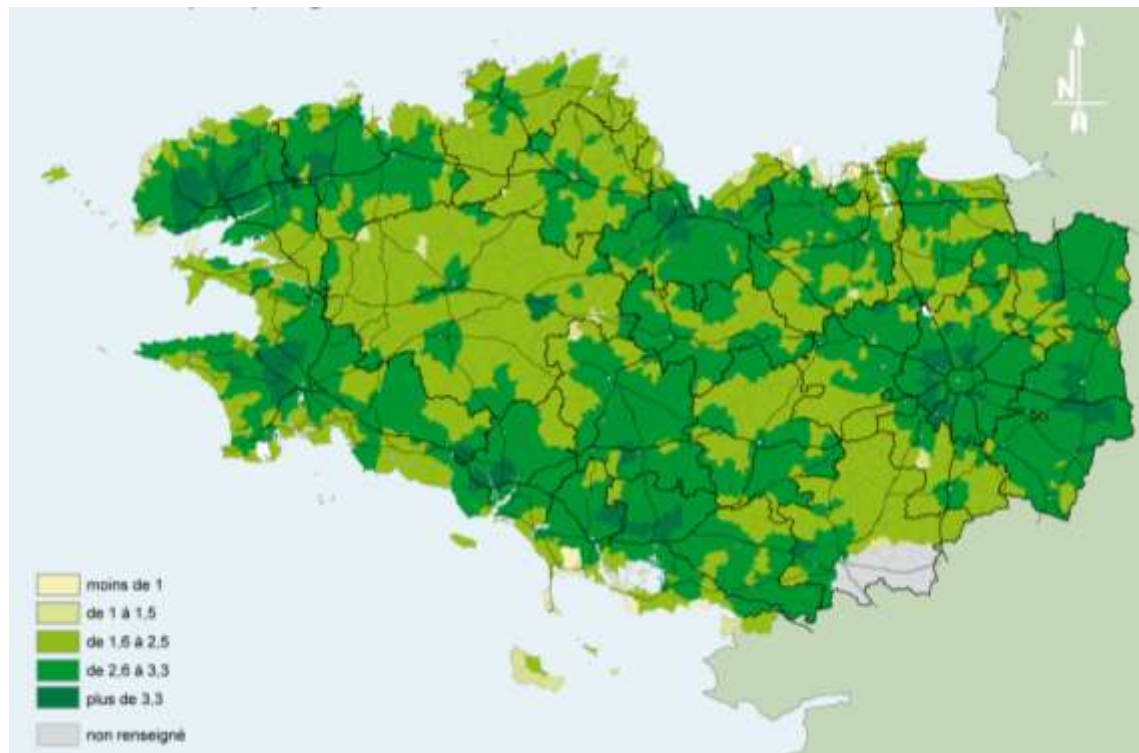 N
50
moins de 1
de 1 à 1,5
de 1,6 à 2,5
de 2,6 à 3,3
plus de 3,3
non renseigné